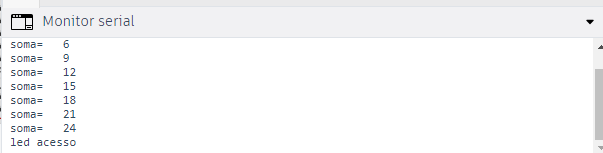 Monitor serial
soma=   6
soma=   9
soma=   12
soma=   15
soma=   18
soma=   21
soma=   24
led acesso